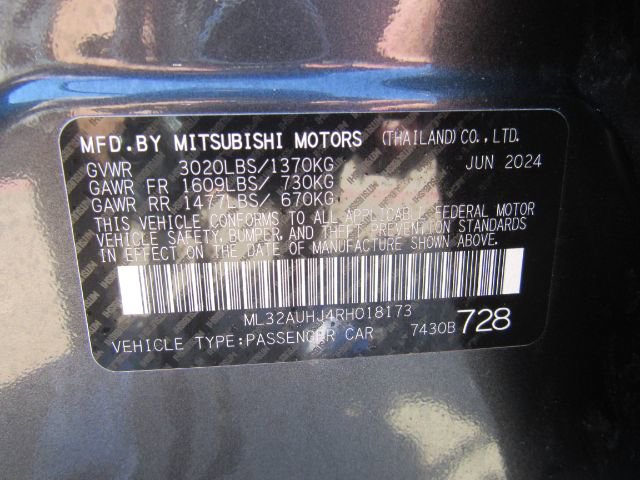 MFD.BY MITSUBISHI MOTORS (THAILAND) CO., LTD.
GVWR 3020LBS/1370KG JUN 2024
GAWR FR 1609LBS/ 730KG
GAWR RR 1477LBS/ 670KG
THIS VEHICLE CONFORMS TO ALL APPLICABLE FEDERAL MOTOR
VEHICLE SAFETY, BUMPER, AND THEFT PREVENTION STANDARDS
IN EFFECT ON THE DATE OF MANUFACTURE SHOWN ABOVE.
ML32AUHJ4RH018173
VEHICLE TYPE:PASSENGER CAR 7430B 728